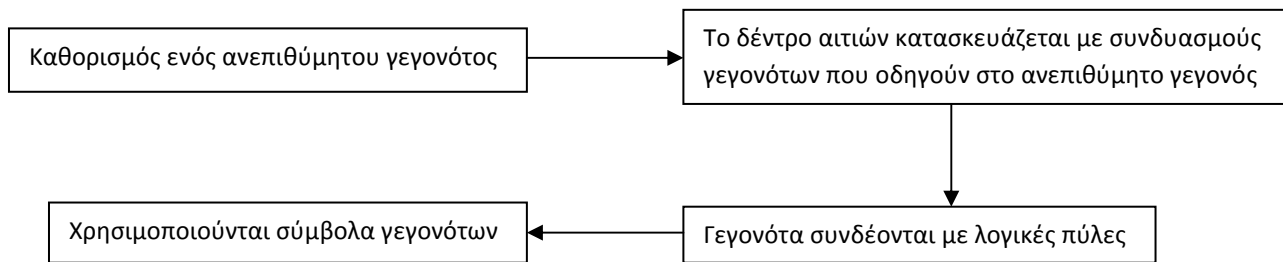 Καθορισμός ενός ανεπιθύμητου γεγονότος
Το δέντρο αιτιών κατασκευάζεται με συνδυασμούς
γεγονότων που οδηγούν στο ανεπιθύμητο γεγονός
Γεγονότα συνδέονται με λογικές πύλες
Χρησιμοποιούνται σύμβολα γεγονότων